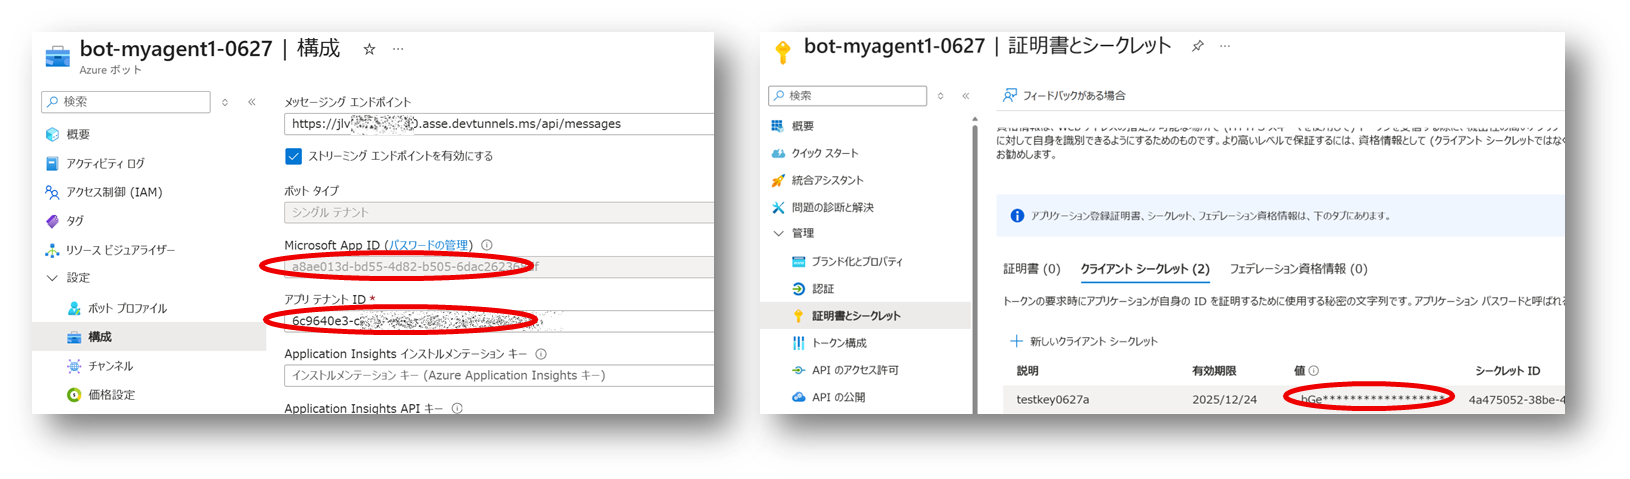 bot-myagent1-0627 | 構成 ☆ …
Azure ボット
検索
概要
アクティビティ ログ
アクセス制御 (IAM)
タグ
リソース ビジュアライザー
設定
ボット プロファイル
構成
チャンネル
価格設定
メッセージング エンドポイント
https://jlv .asse.devtunnels.ms/api/messages
ストリーミング エンドポイントを有効にする
ボット タイプ
シングル テナント
Microsoft App ID (パスワードの管理)
a8ae013d-bd55-4d82-b505-6dac2623
アプリ テナント ID *
6c9640e3-c
Application Insights インストルメンテーション キー
インストルメンテーション キー (Azure Application Insights キー)
Application Insights API キー
bot-myagent1-0627 | 証明書とシークレット …
検索
概要
クイック スタート
統合アシスタント
問題の診断と解決
管理
ブランド化とプロパティ
認証
証明書とシークレット
トークン構成
API のアクセス許可
API の公開
フィードバックがある場合
に対して自身を識別できるようにするためのものです。より高いレベルで保証するには、資格情報として (クライアント シークレットではなく
お勧めします。
アプリケーション登録証明書、シークレット、フェデレーション資格情報は、下のタブにあります。
証明書 (0) クライアント シークレット (2) フェデレーション資格情報 (0)
トークンの要求時にアプリケーションが自身の ID を証明するために使用する秘密の文字列です。アプリケーション パスワードと呼ばれ
新しいクライアント シークレット
説明 有効期限 値 シークレット ID
testkey0627a 2025/12/24 bGe****************** 4a475052-38be-4